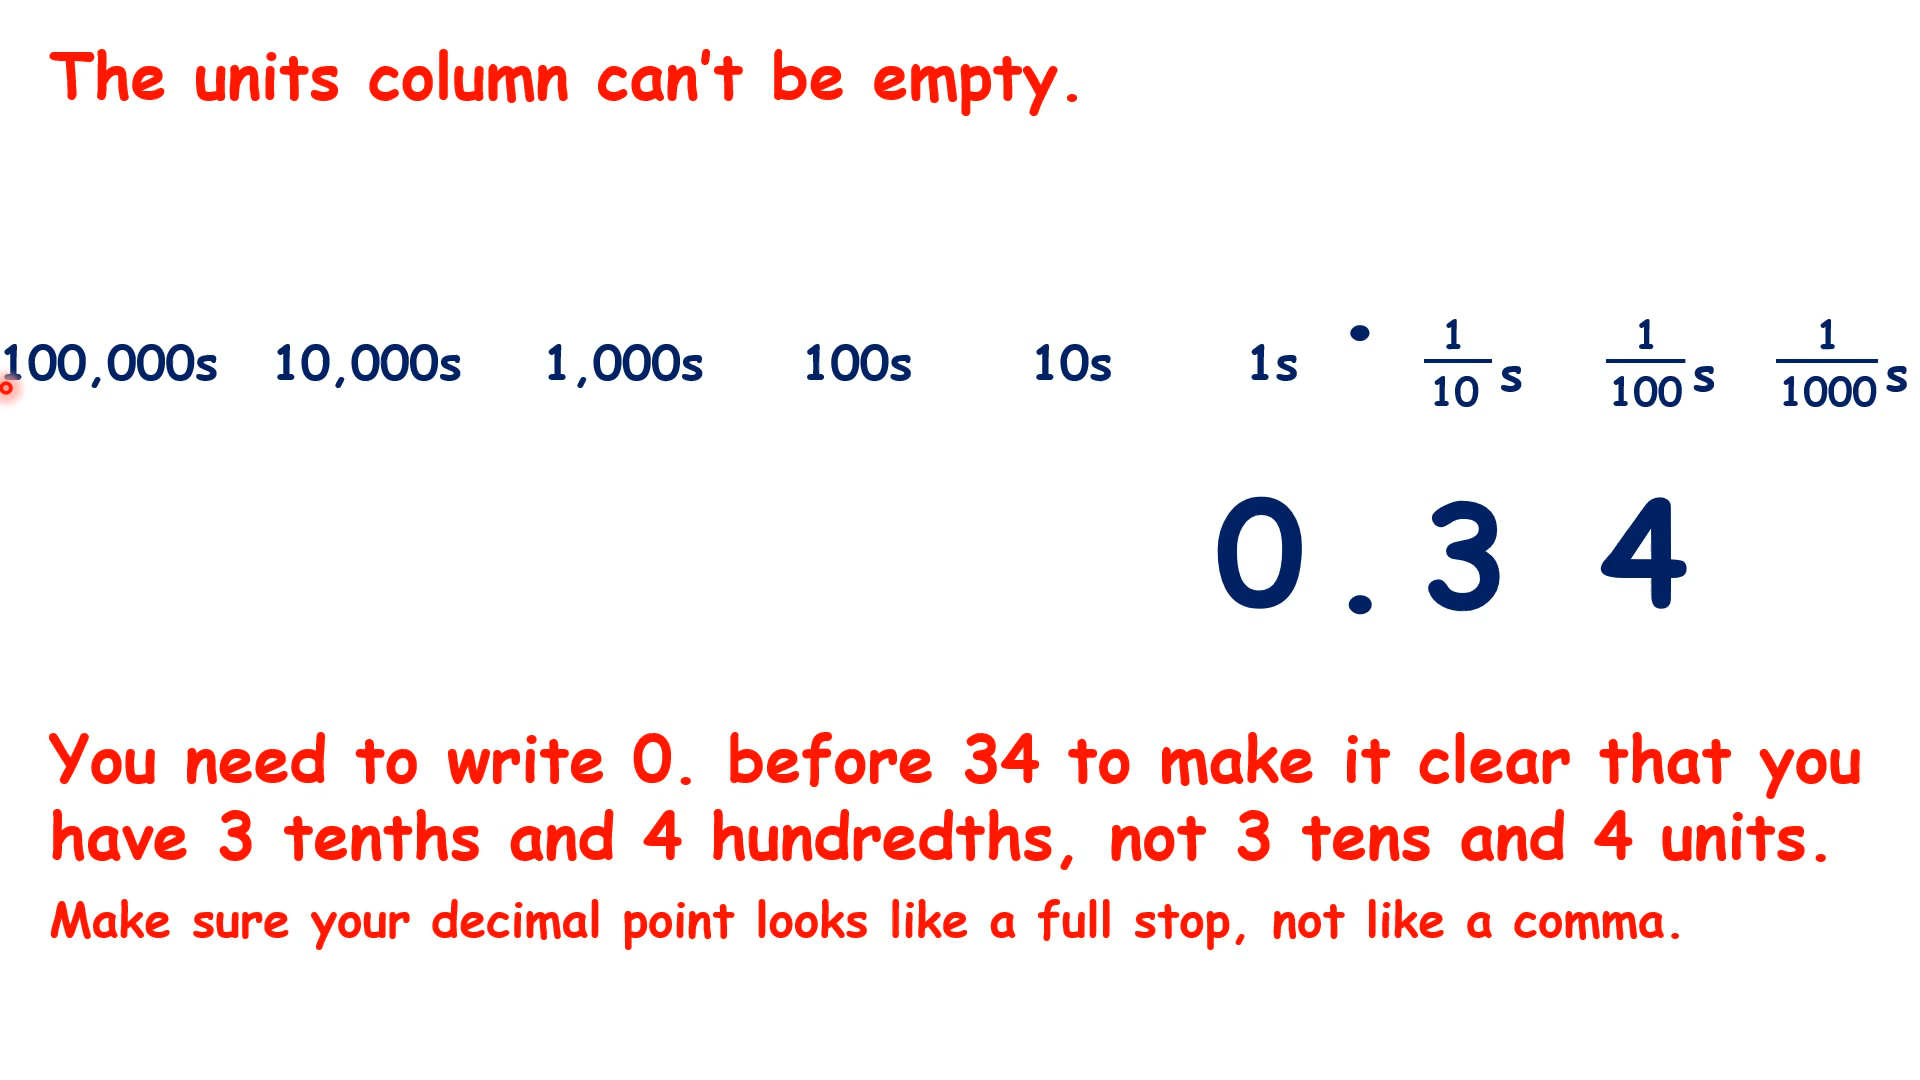 The units column can't be empty.
100,000s 10,000s 1,000s 100s 10s 1s . 1/10 s 1/100 s 1/1000 s
0 . 3 4
You need to write 0. before 34 to make it clear that you
have 3 tenths and 4 hundredths, not 3 tens and 4 units.
Make sure your decimal point looks like a full stop, not like a comma.